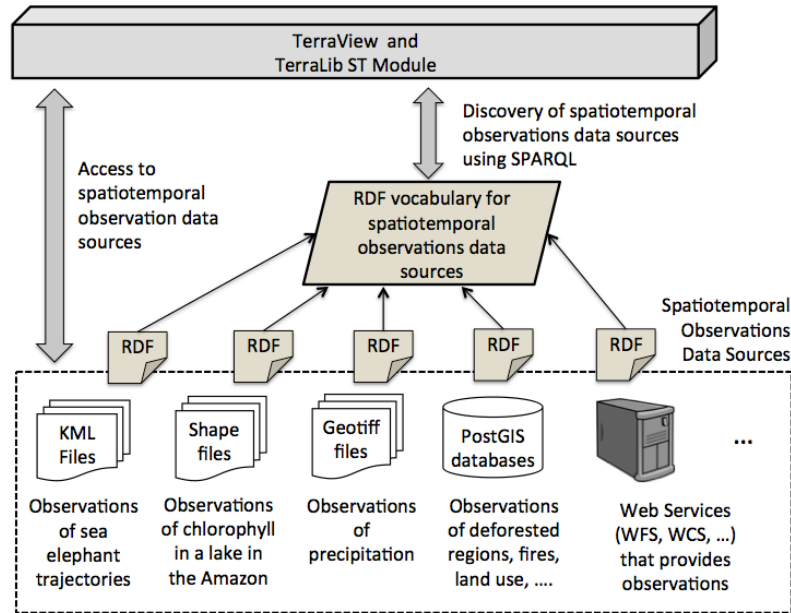 TerraView and
TerraLib ST Module
Access to
spatiotemporal
observation data
sources
Discovery of spatiotemporal
observations data sources
using SPARQL
RDF vocabulary for
spatiotemporal
observations data
sources
Spatiotemporal
Observations
Data Sources
RDF
RDF
RDF
RDF
RDF
KML
Files
Shape
files
Geotiff
files
PostGIS
databases
...
Observations
of sea
elephant
trajectories
Observations
of chlorophyll
in a lake in
the Amazon
Observations
of
precipitation
Observations
of deforested
regions, fires,
land use, ....
Web Services
(WFS, WCS, ...)
that provides
observations